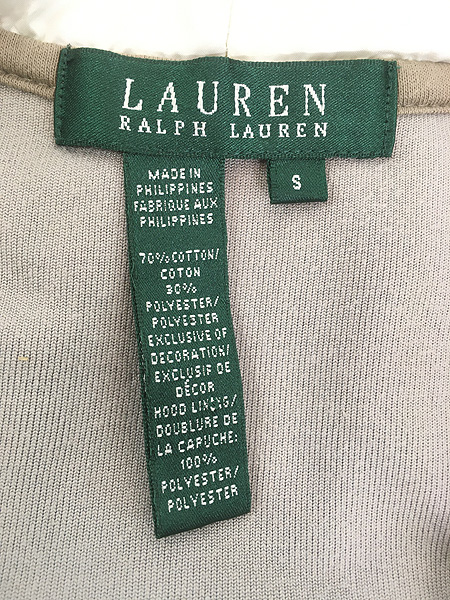 LAUREN
RALPH LAUREN
S
MADE IN
PHILIPPINES
FABRIQUE AUX
PHILIPPINES
70% COTTON/
COTON
30%
POLYESTER/
POLYESTER
EXCLUSIVE OF
DECORATION/
EXCLUSIF DE
DÉCOR
HOOD LINING/
DOUBLURE DE
LA CAPUCHE:
100%
POLYESTER/
POLYESTER